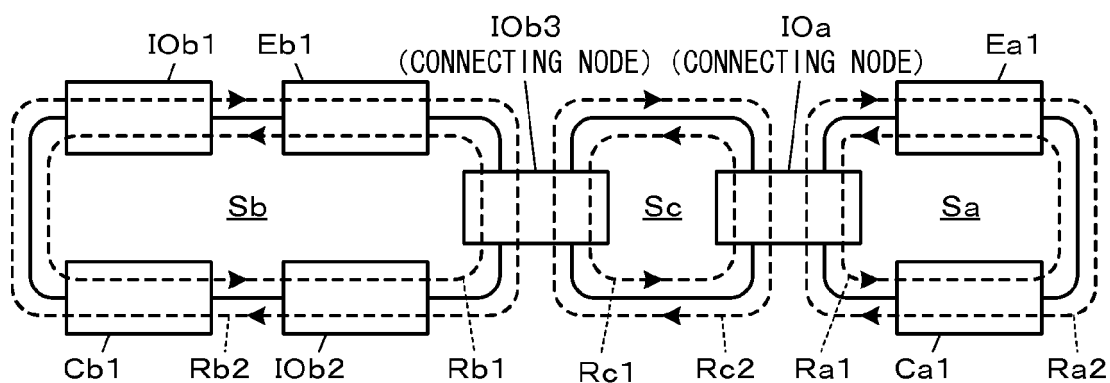 IOb3 IOa
IOb1 Eb1 (CONNECTING NODE) (CONNECTING NODE) Ea1
Sb Sc Sa
Cb1 Rb2 IOb2 Rb1 Rc1 Rc2 Ra1 Ca1 Ra2